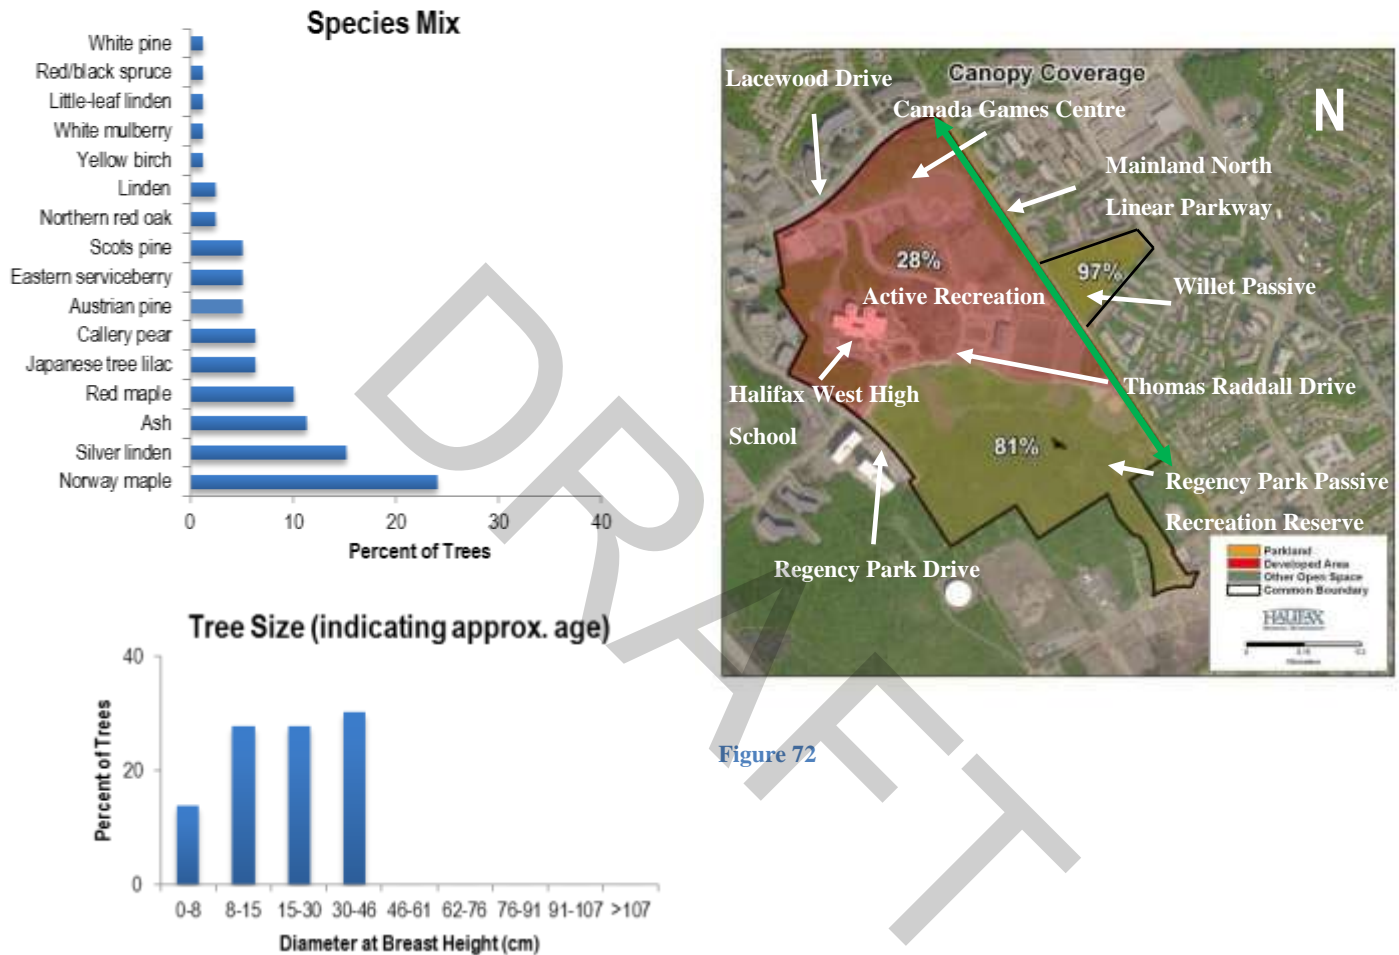 Species Mix
White pine
Red/black spruce
Little-leaf linden
White mulberry
Yellow birch
Linden
Northern red oak
Scots pine
Eastern serviceberry
Austrian pine
Callery pear
Japanese tree lilac
Red maple
Ash
Silver linden
Norway maple
0 10 20 30 40
Percent of Trees
Tree Size (indicating approx. age)
Percent of Trees
40
20
0
0-8 8-15 15-30 30-46 46-61 62-76 76-91 91-107 >107
Diameter at Breast Height (cm)
Canopy Coverage
N
Lacewood Drive
Canada Games Centre
Mainland North
Linear Parkway
28%
97%
Active Recreation
Willet Passive
Thomas Raddall Drive
Halifax West High
School
81%
Regency Park Passive
Recreation Reserve
Regency Park Drive
Parkland
Developed Area
Other Open Space
Common Boundary
HALIFAX
Figure 72
DRAFT